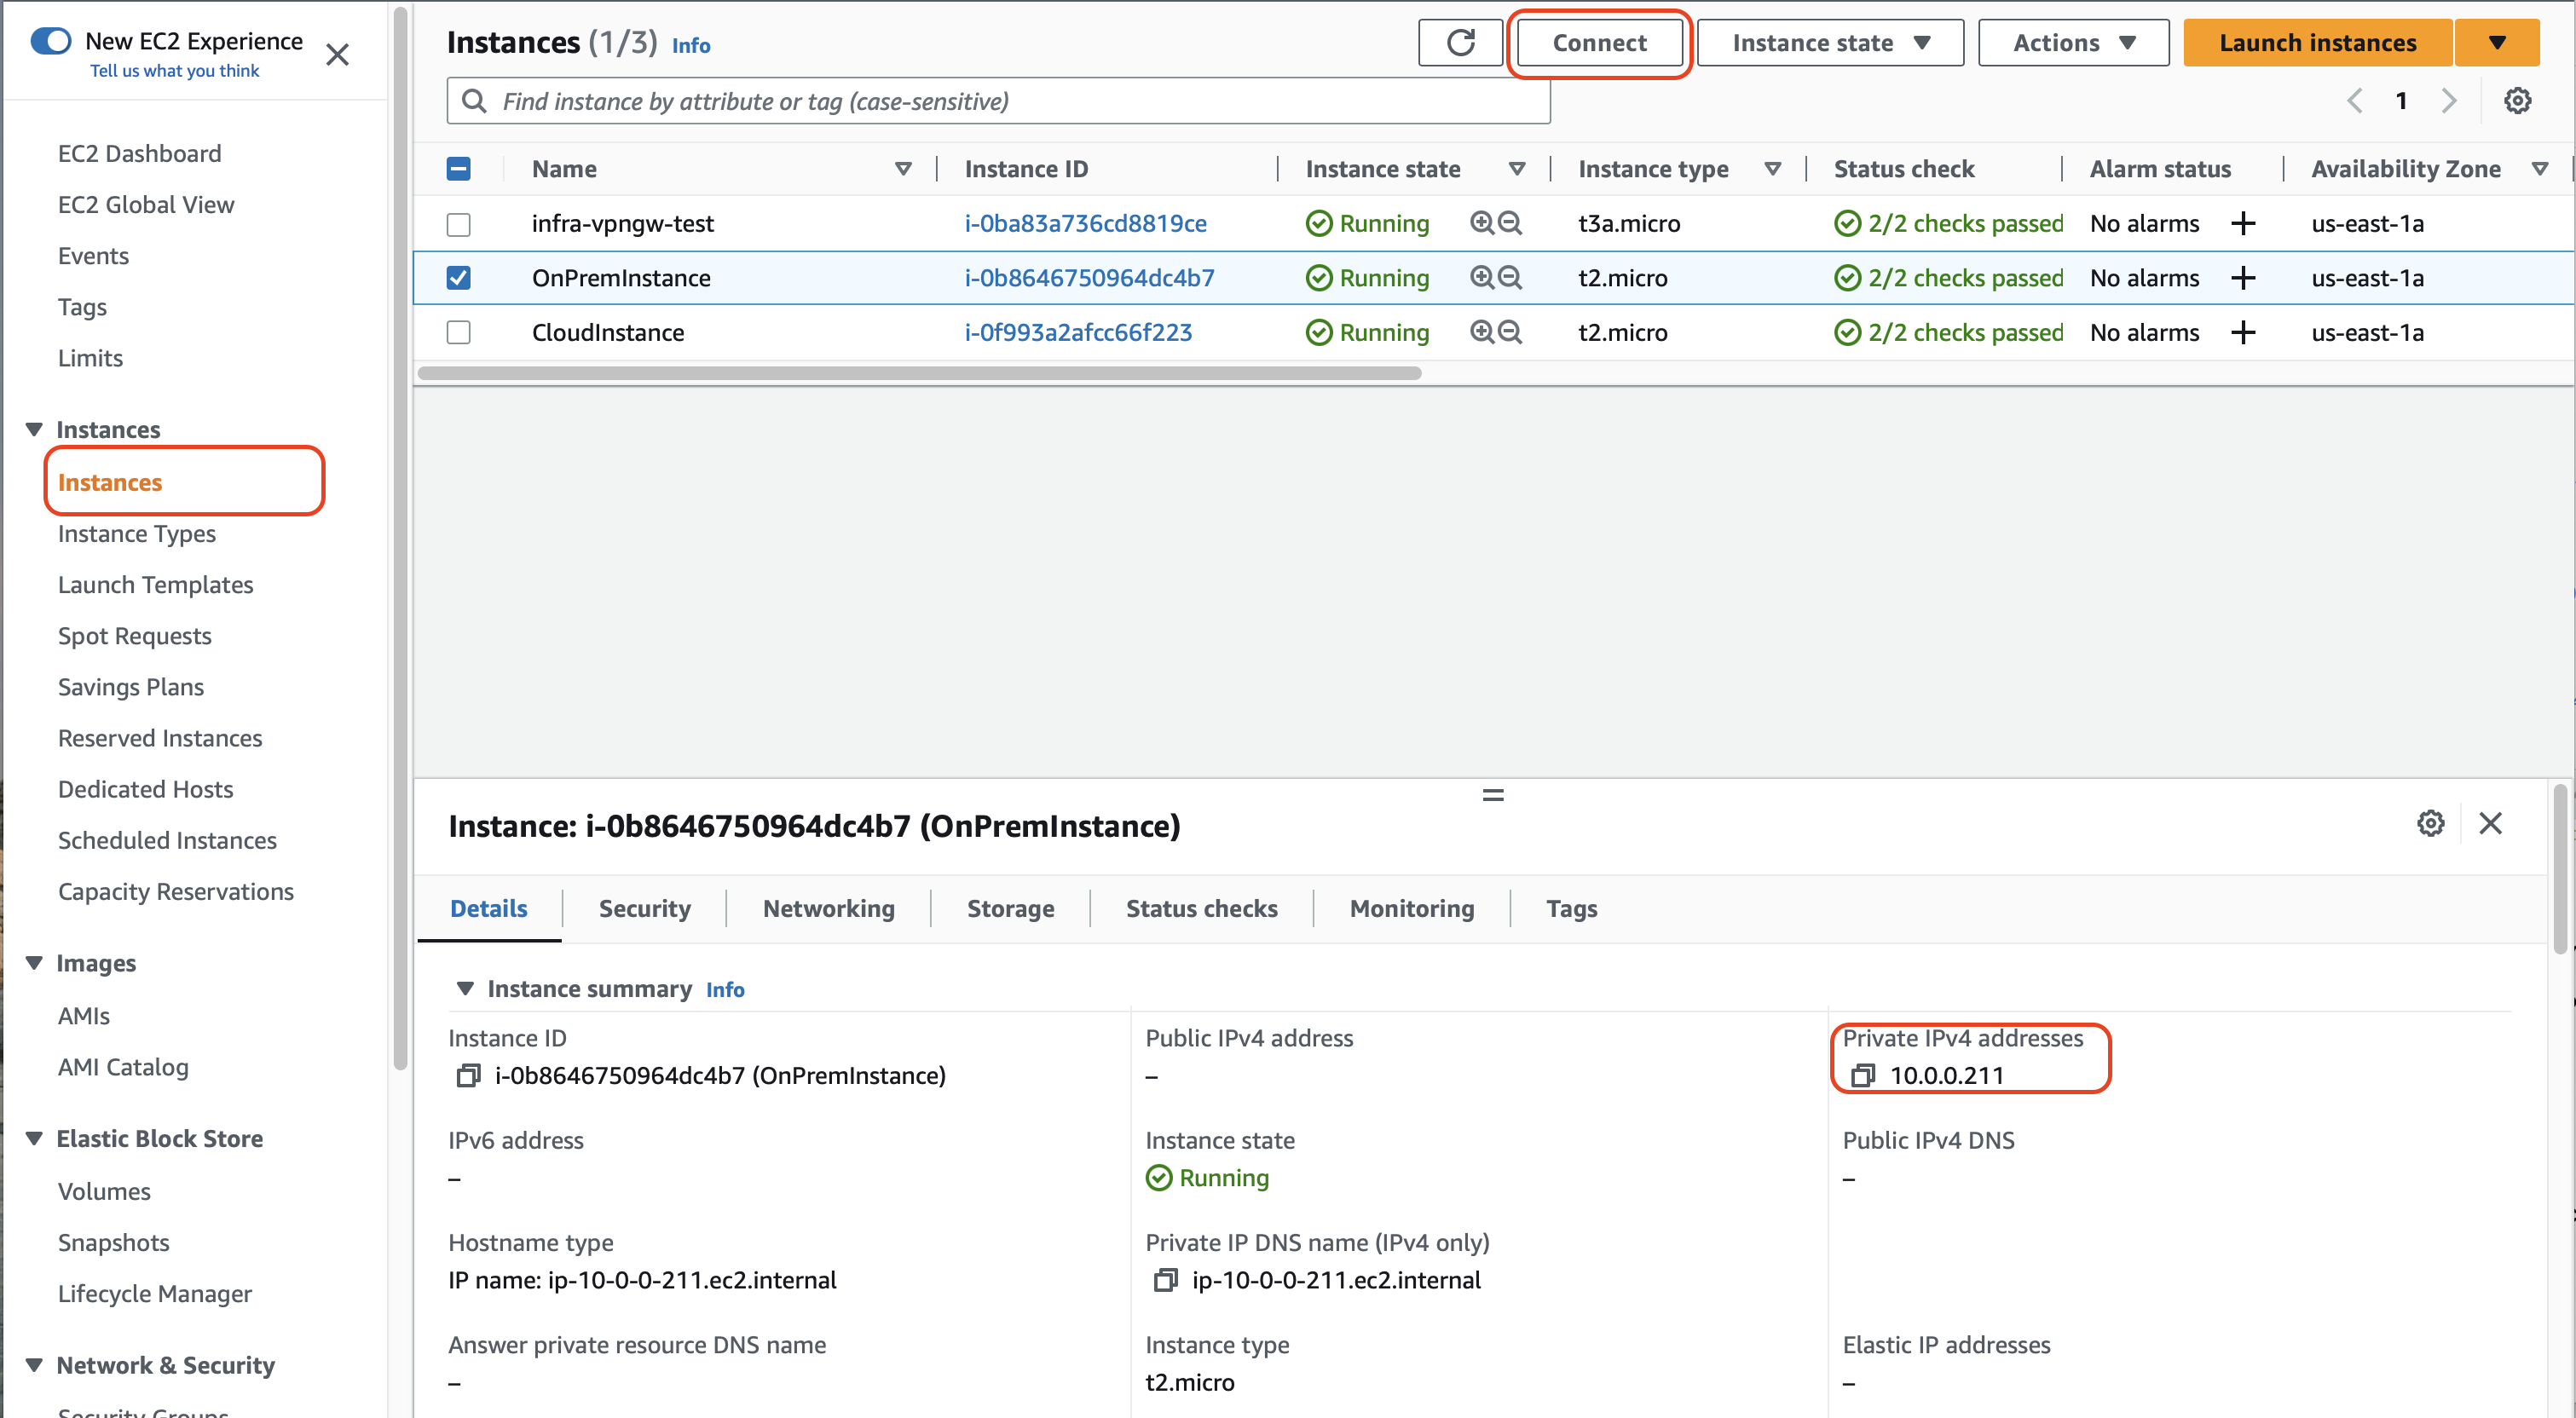 New EC2 Experience
Tell us what you think
EC2 Dashboard
EC2 Global View
Events
Tags
Limits
Instances
Instances
Instance Types
Launch Templates
Spot Requests
Savings Plans
Reserved Instances
Dedicated Hosts
Scheduled Instances
Capacity Reservations
Images
AMIs
AMI Catalog
Elastic Block Store
Volumes
Snapshots
Lifecycle Manager
Network & Security
Security Groups
Instances (1/3) Info
Connect
Instance state
Actions
Launch instances
Find instance by attribute or tag (case-sensitive)
1
Name Instance ID Instance state Instance type Status check Alarm status Availability Zone
infra-vpngw-test i-0ba83a736cd8819ce Running t3a.micro 2/2 checks passed No alarms + us-east-1a
OnPremInstance i-0b8646750964dc4b7 Running t2.micro 2/2 checks passed No alarms + us-east-1a
CloudInstance i-0f993a2afcc66f223 Running t2.micro 2/2 checks passed No alarms + us-east-1a
Instance: i-0b8646750964dc4b7 (OnPremInstance)
Details Security Networking Storage Status checks Monitoring Tags
Instance summary Info
Instance ID
i-0b8646750964dc4b7 (OnPremInstance)
Public IPv4 address
–
Private IPv4 addresses
10.0.0.211
IPv6 address
–
Instance state
Running
Public IPv4 DNS
–
Hostname type
IP name: ip-10-0-0-211.ec2.internal
Private IP DNS name (IPv4 only)
ip-10-0-0-211.ec2.internal
Answer private resource DNS name
–
Instance type
t2.micro
Elastic IP addresses
–